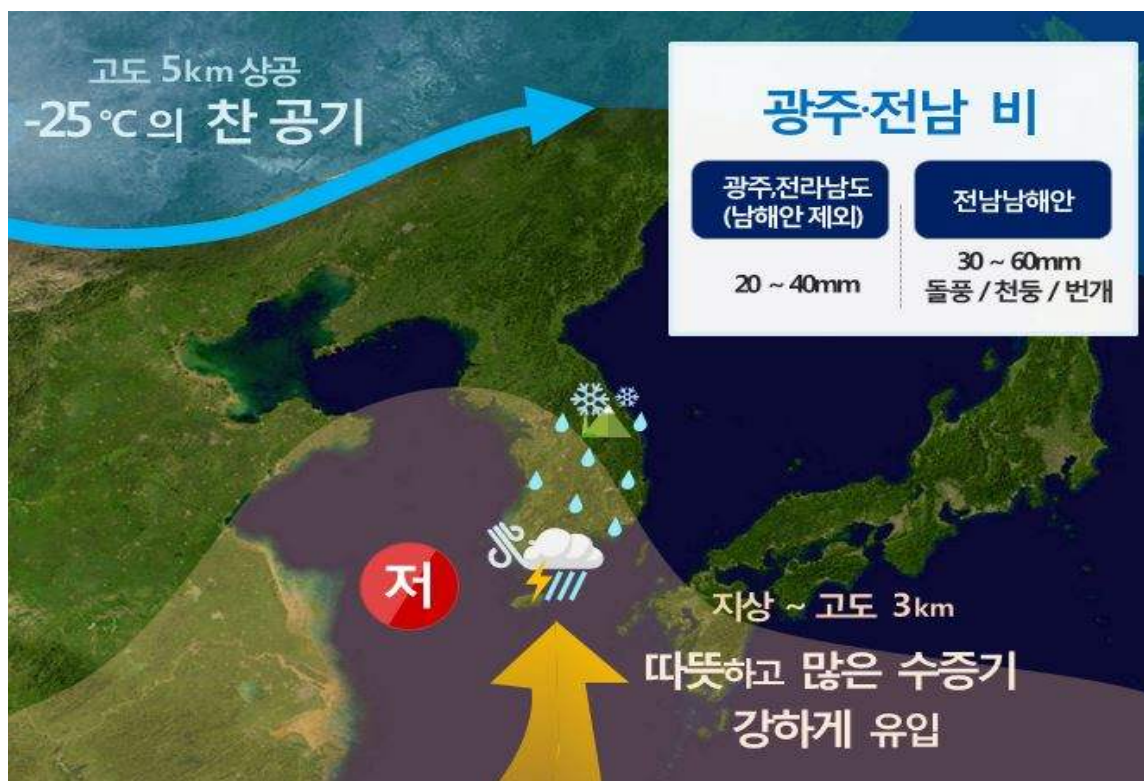 고도 5km 상공
-25℃의 찬 공기
광주·전남 비
광주,전라남도
(남해안 제외)
20 ~ 40mm
전남남해안
30 ~ 60mm
돌풍 / 천둥 / 번개
저
지상 ~ 고도 3km
따뜻하고 많은 수증기
강하게 유입